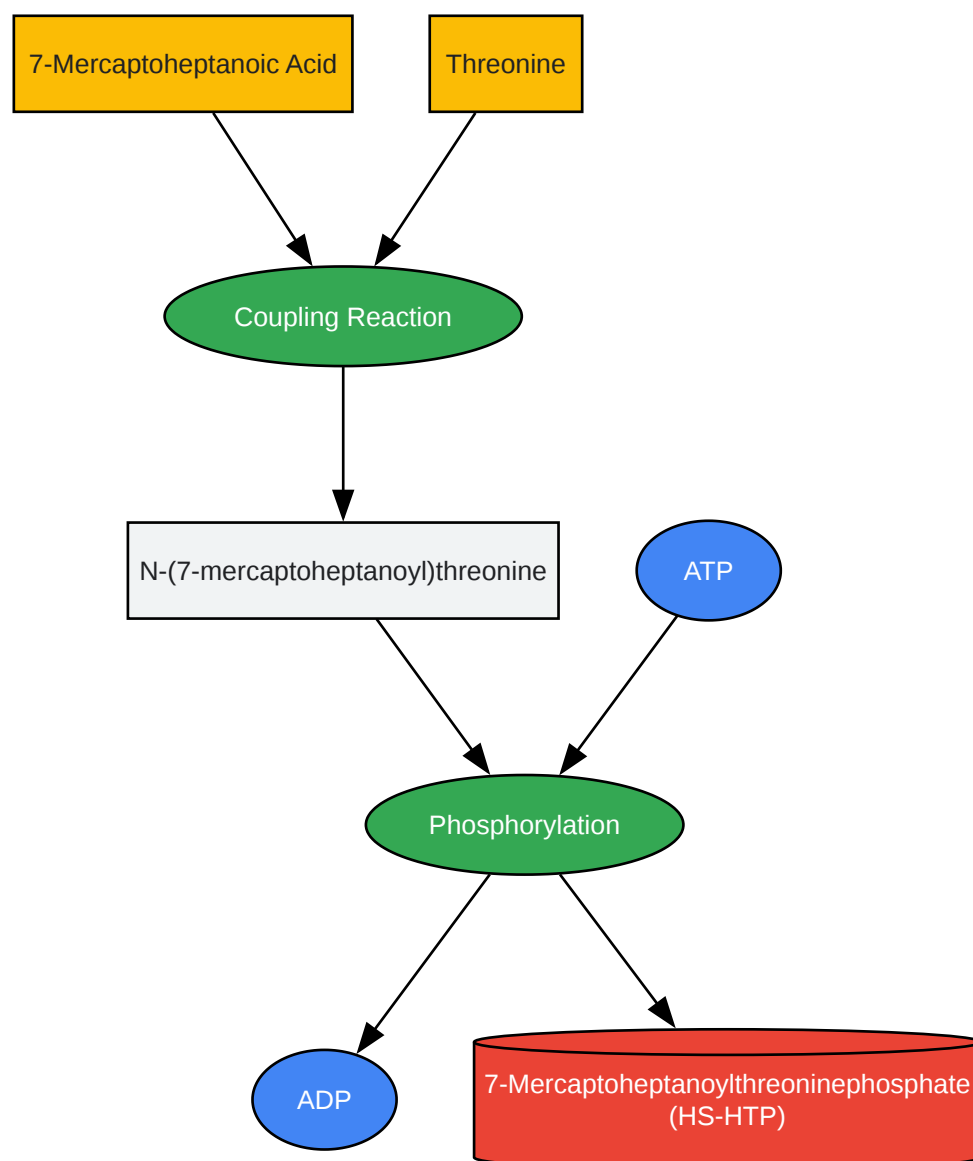 7-Mercaptoheptanoic Acid
Threonine
Coupling Reaction
N-(7-mercaptoheptanoyl)threonine
ATP
Phosphorylation
ADP
7-Mercaptoheptanoylthreoninephosphate
(HS-HTP)